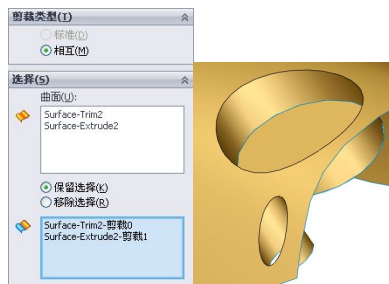 剪裁类型(T)
标准(D)
相互(M)
选择(S)
曲面(U):
Surface-Trim2
Surface-Extrude2
保留选择(K)
移除选择(R)
Surface-Trim2-剪裁0
Surface-Extrude2-剪裁1